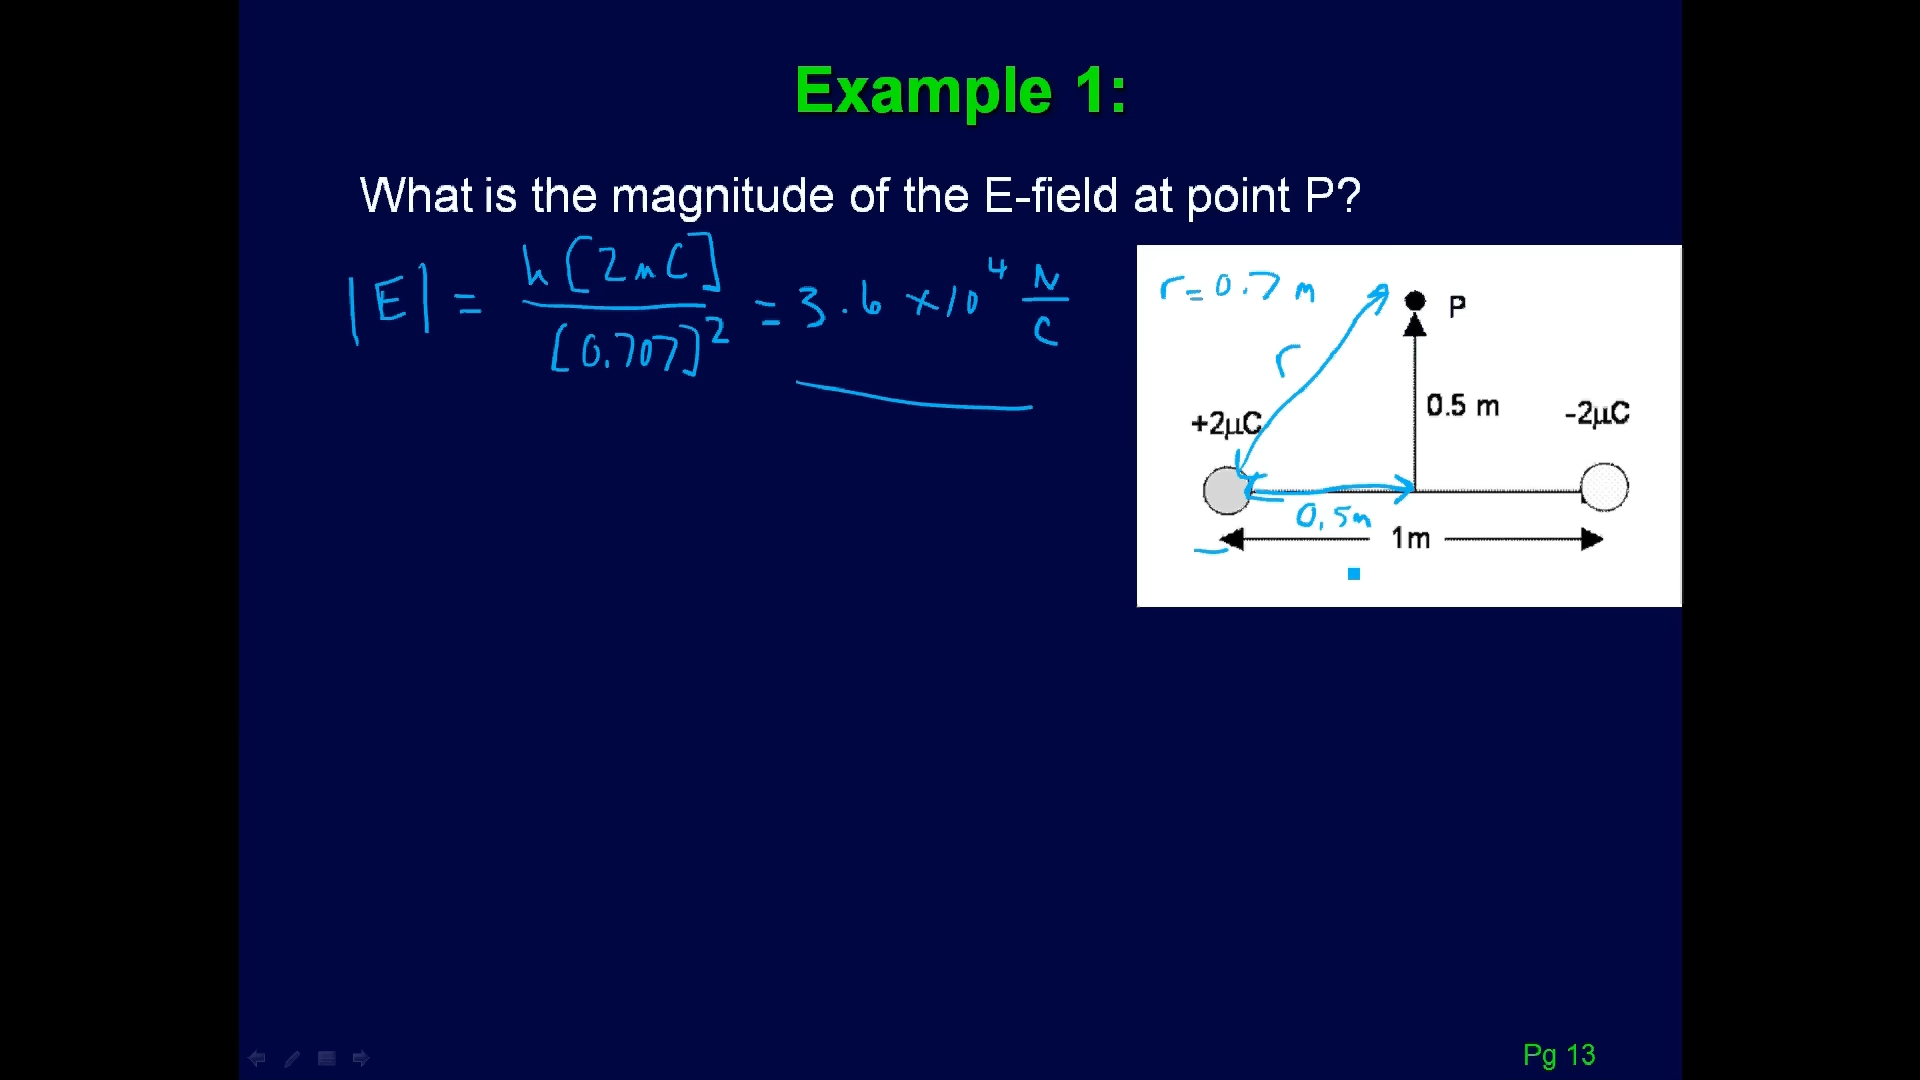 Example 1:
What is the magnitude of the E-field at point P?
|E| = k[2μC] / [0.707]² = 3.6 × 10⁴ N/C
r = 0.7 m
P
r
0.5 m
+2μC
-2μC
0.5m
1m
Pg 13